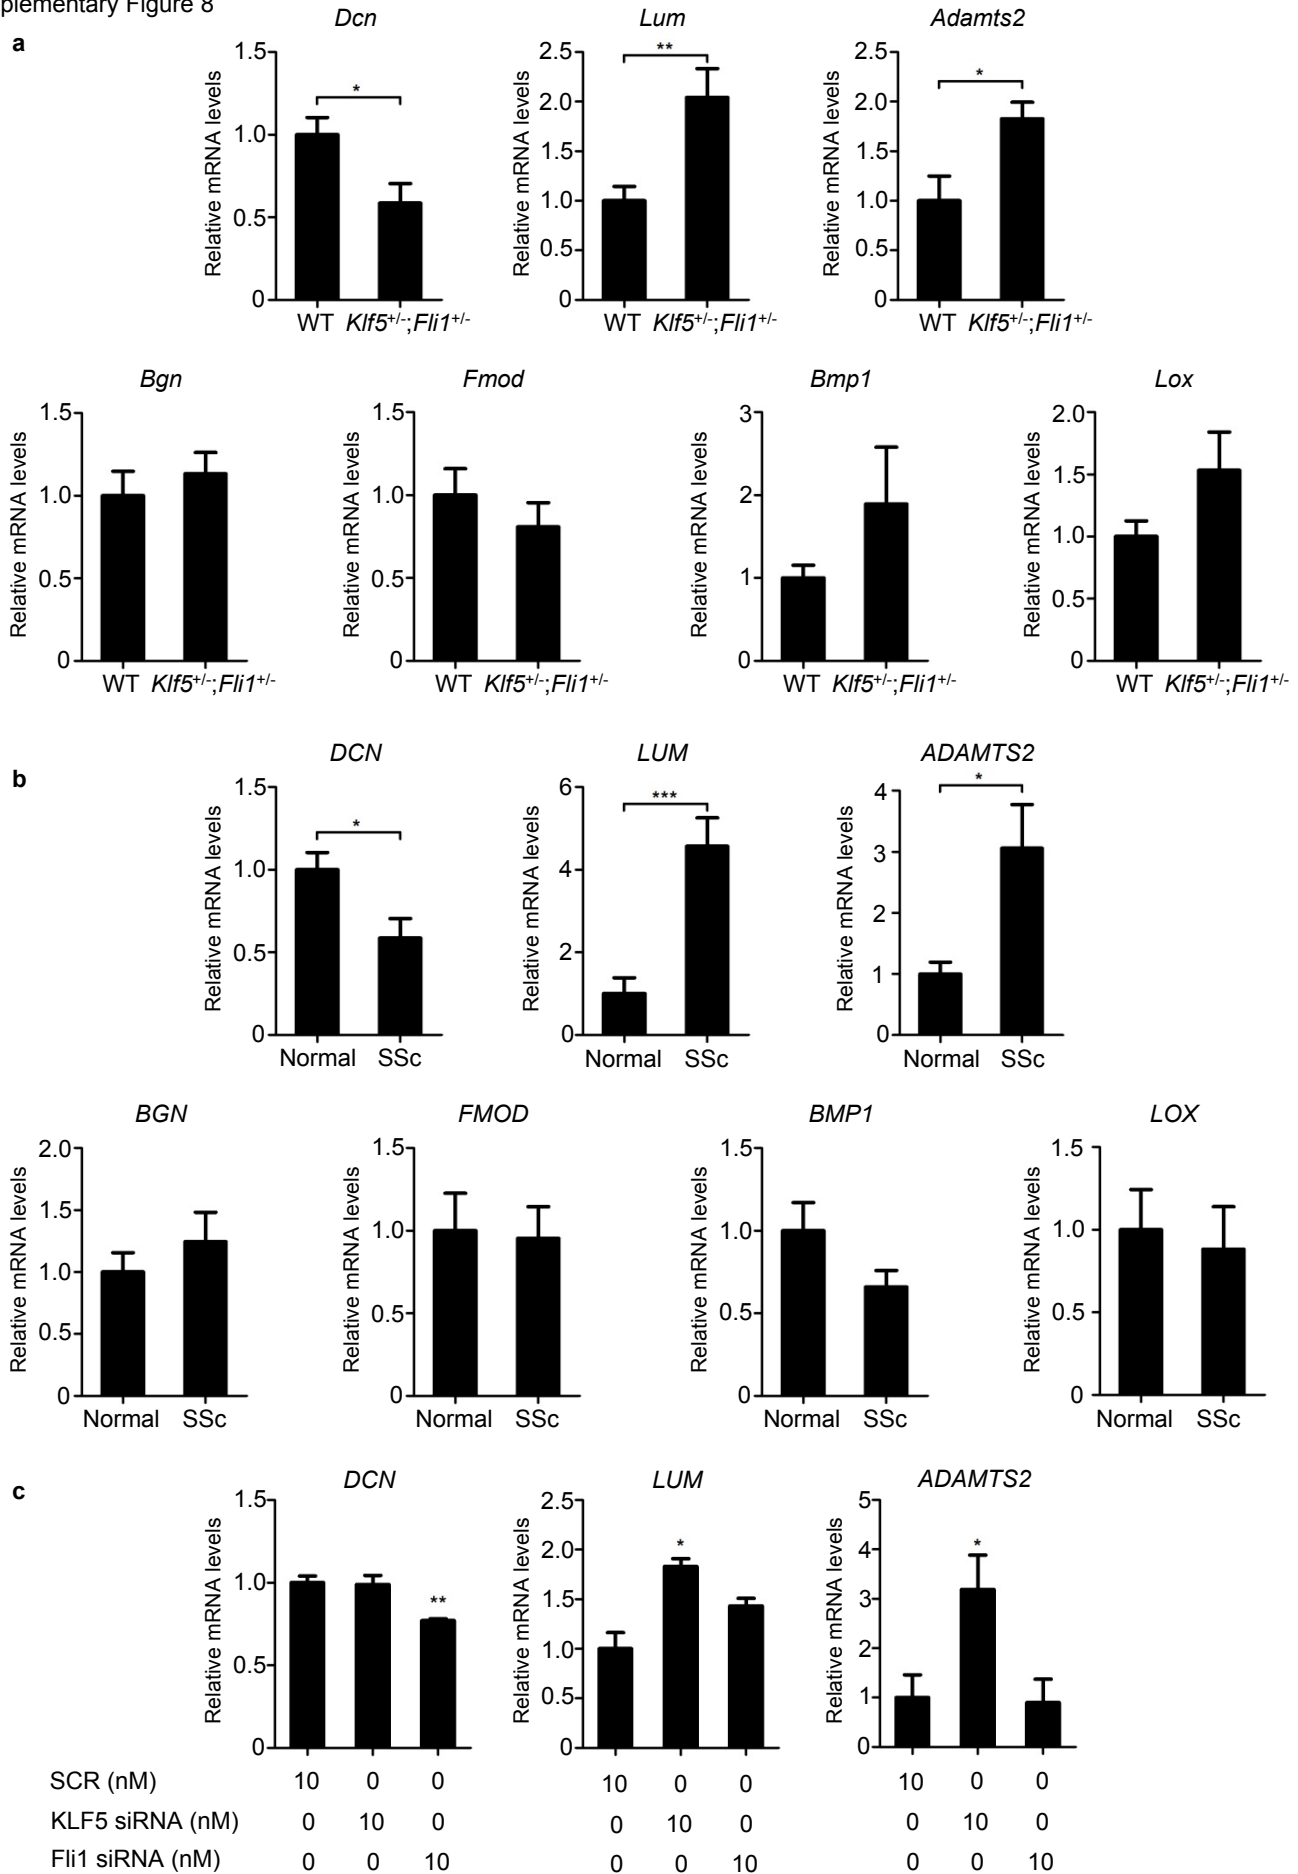 plementary Figure 8
a
Dcn
Lum
Adamts2
Relative mRNA levels
1.5
1.0
0.5
0
*
WT Klf5+/-;Fli1+/-
Relative mRNA levels
2.5
2.0
1.5
1.0
0.5
0
**
WT Klf5+/-;Fli1+/-
Relative mRNA levels
2.5
2.0
1.5
1.0
0.5
0
*
WT Klf5+/-;Fli1+/-
Bgn
Fmod
Bmp1
Lox
Relative mRNA levels
1.5
1.0
0.5
0
WT Klf5+/-;Fli1+/-
Relative mRNA levels
1.5
1.0
0.5
0
WT Klf5+/-;Fli1+/-
Relative mRNA levels
3
2
1
0
WT Klf5+/-;Fli1+/-
Relative mRNA levels
2.0
1.5
1.0
0.5
0
WT Klf5+/-;Fli1+/-
b
DCN
LUM
ADAMTS2
Relative mRNA levels
1.5
1.0
0.5
0
*
Normal SSc
Relative mRNA levels
6
4
2
0
***
Normal SSc
Relative mRNA levels
4
3
2
1
0
*
Normal SSc
BGN
FMOD
BMP1
LOX
Relative mRNA levels
2.0
1.5
1.0
0.5
0
Normal SSc
Relative mRNA levels
1.5
1.0
0.5
0
Normal SSc
Relative mRNA levels
1.5
1.0
0.5
0
Normal SSc
Relative mRNA levels
1.5
1.0
0.5
0
Normal SSc
c
DCN
LUM
ADAMTS2
Relative mRNA levels
1.5
1.0
0.5
0
**
Relative mRNA levels
2.5
2.0
1.5
1.0
0.5
0
*
Relative mRNA levels
5
4
3
2
1
0
*
SCR (nM) 10 0 0 10 0 0 10 0 0
KLF5 siRNA (nM) 0 10 0 0 10 0 0 10 0
Fli1 siRNA (nM) 0 0 10 0 0 10 0 0 10